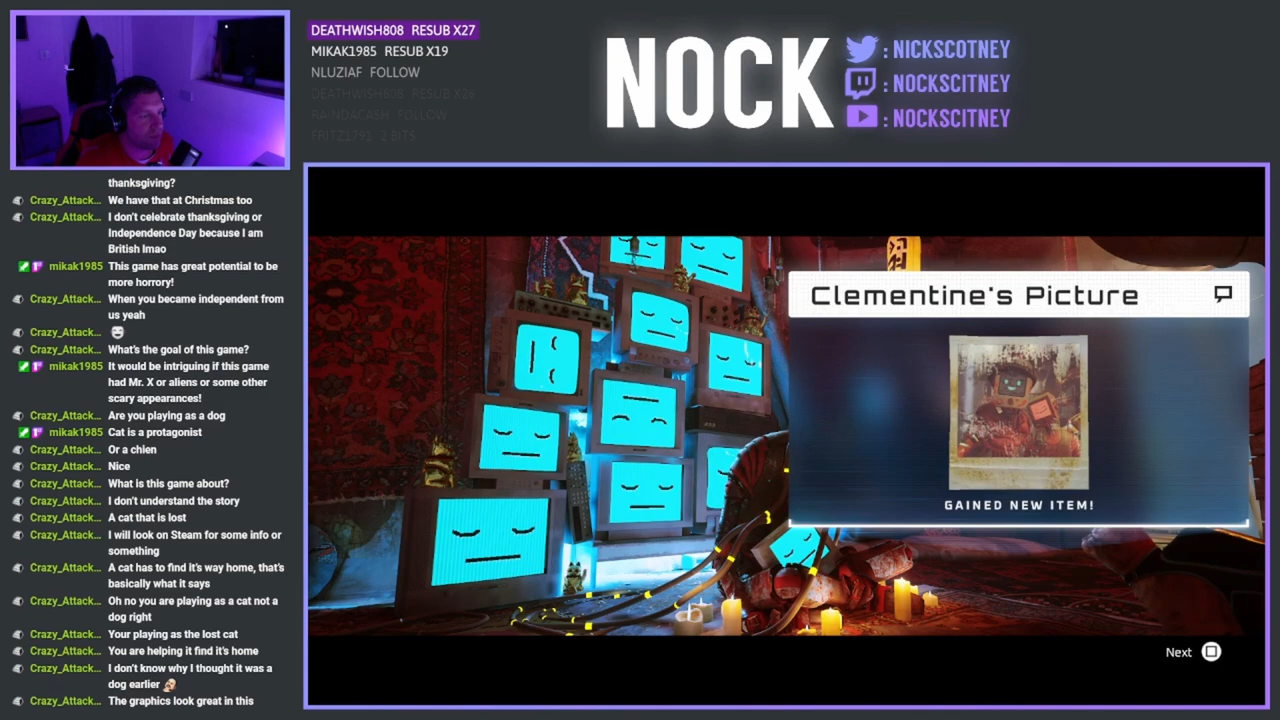 DEATHWISH808 RESUB X27
MIKAK1985 RESUB X19
NLUZIAF FOLLOW
DEATHWISH808 RESUB X26
RAINDACASH FOLLOW
FRITZ1791 2 BITS
NOCK
: NICKSCOTNEY
: NOCKSCITNEY
: NOCKSCITNEY
thanksgiving?
Crazy_Attack... We have that at Christmas too
Crazy_Attack... I don't celebrate thanksgiving or
Independence Day because I am
British lmao
mikak1985 This game has great potential to be
more horrory!
Crazy_Attack... When you became independent from
us yeah
Crazy_Attack...
Crazy_Attack... What's the goal of this game?
mikak1985 It would be intriguing if this game
had Mr. X or aliens or some other
scary appearances!
Crazy_Attack... Are you playing as a dog
mikak1985 Cat is a protagonist
Crazy_Attack... Or a chien
Crazy_Attack... Nice
Crazy_Attack... What is this game about?
Crazy_Attack... I don't understand the story
Crazy_Attack... A cat that is lost
Crazy_Attack... I will look on Steam for some info or
something
Crazy_Attack... A cat has to find it's way home, that's
basically what it says
Crazy_Attack... Oh no you are playing as a cat not a
dog right
Crazy_Attack... Your playing as the lost cat
Crazy_Attack... You are helping it find it's home
Crazy_Attack... I don't know why I thought it was a
dog earlier
Crazy_Attack... The graphics look great in this
Clementine's Picture
GAINED NEW ITEM!
Next